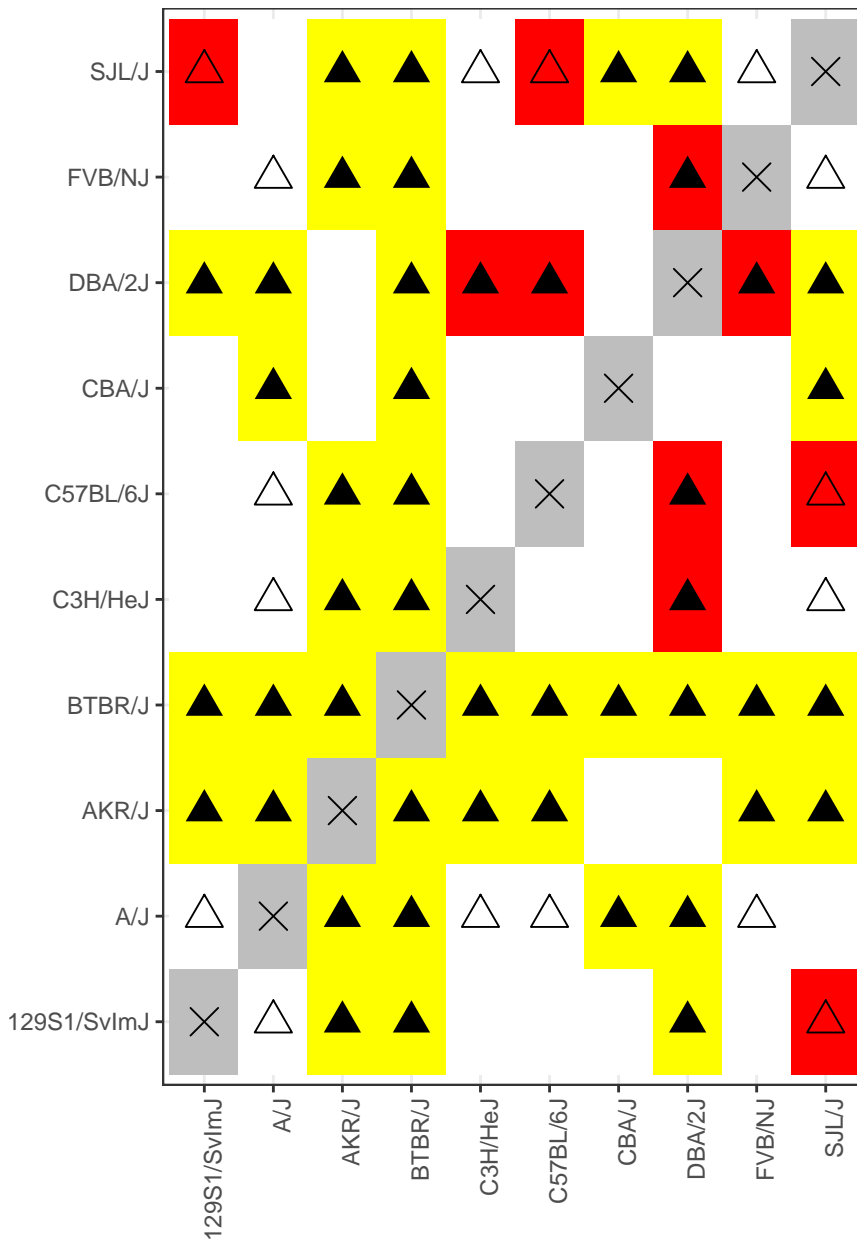 SJL/J
FVB/NJ
DBA/2J
CBA/J
C57BL/6J
C3H/HeJ
BTBR/J
AKR/J
A/J
129S1/SvImJ
129S1/SvImJ
A/J
AKR/J
BTBR/J
C3H/HeJ
C57BL/6J
CBA/J
DBA/2J
FVB/NJ
SJL/J